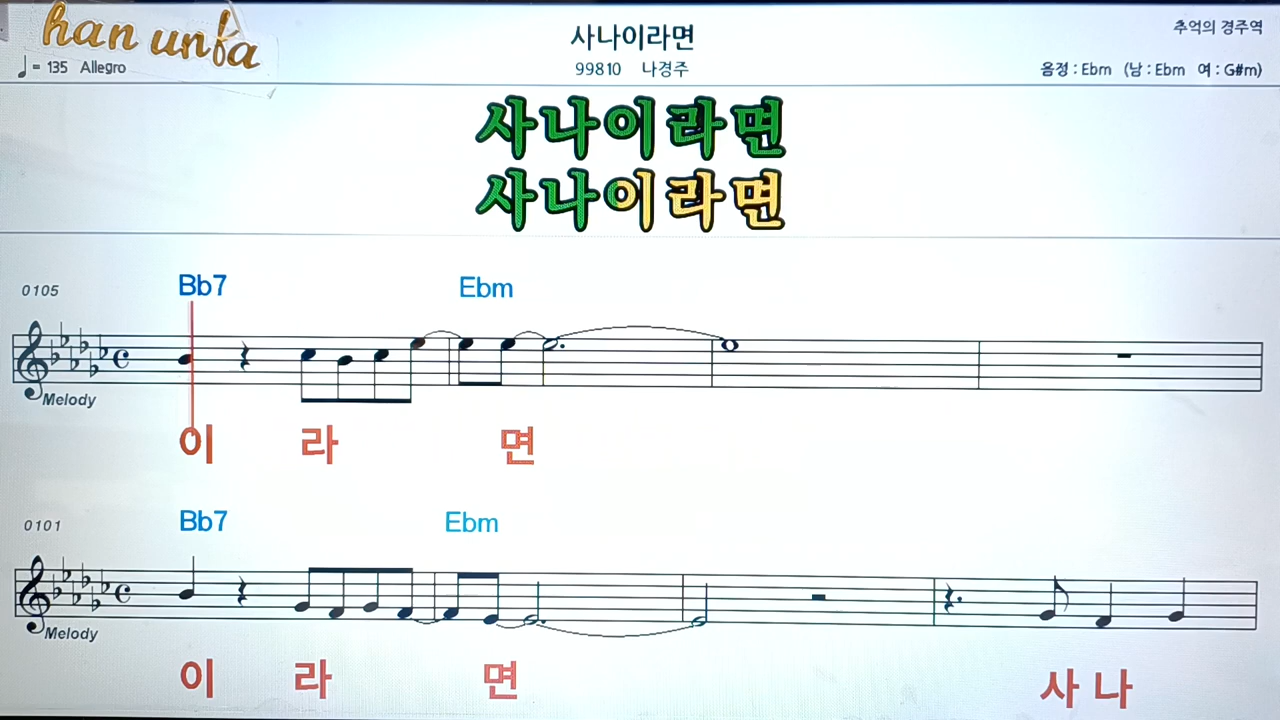 han unfa
♩= 135 Allegro
사나이라면
99810 나경주
추억의 경주역
음정 : Ebm (남 : Ebm 여 : G#m)
사나이라면
사나이라면
0105
Bb7 Ebm
Melody
이 라 면
0101
Bb7 Ebm
Melody
이 라 면 사 나